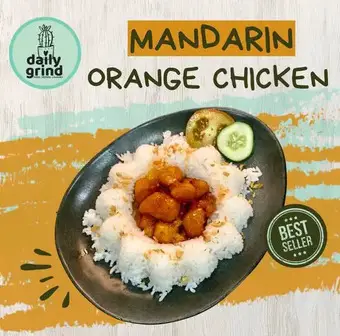 daily
grind
MANDARIN
ORANGE CHICKEN
BEST
SELLER